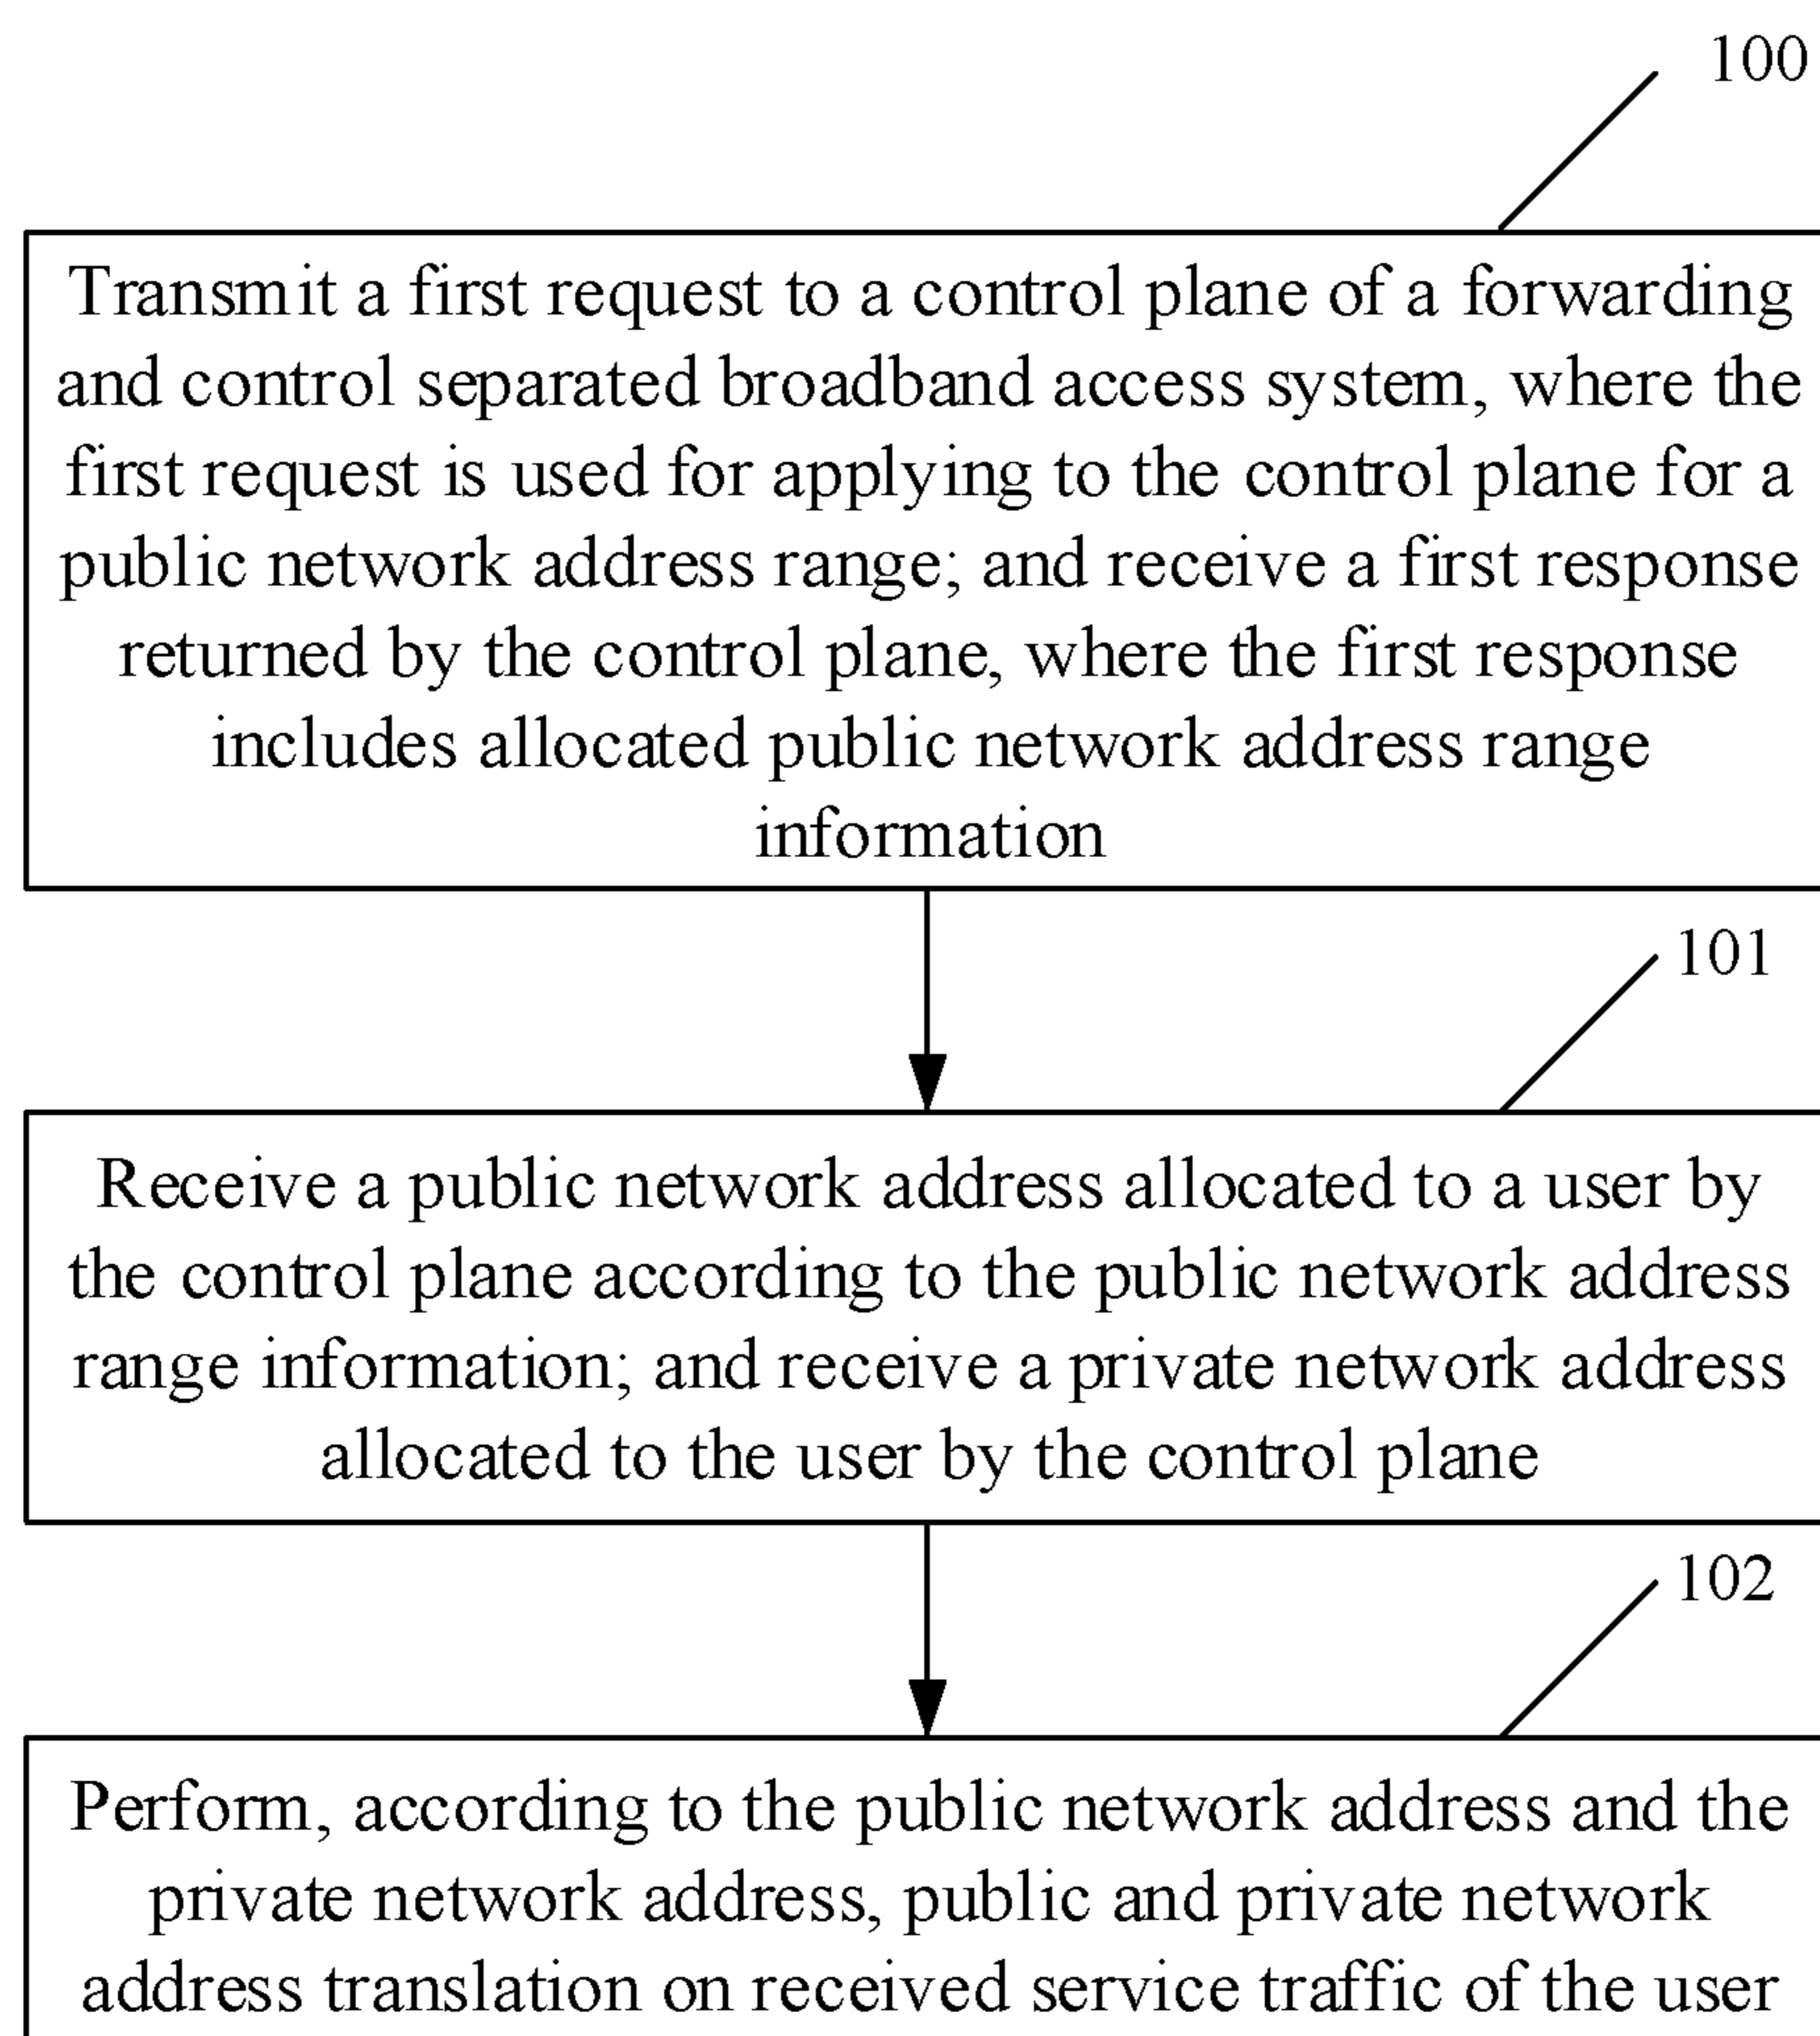 100
Transmit a first request to a control plane of a forwarding
and control separated broadband access system, where the
first request is used for applying to the control plane for a
public network address range; and receive a first response
returned by the control plane, where the first response
includes allocated public network address range
information
101
Receive a public network address allocated to a user by
the control plane according to the public network address
range information; and receive a private network address
allocated to the user by the control plane
102
Perform, according to the public network address and the
private network address, public and private network
address translation on received service traffic of the user